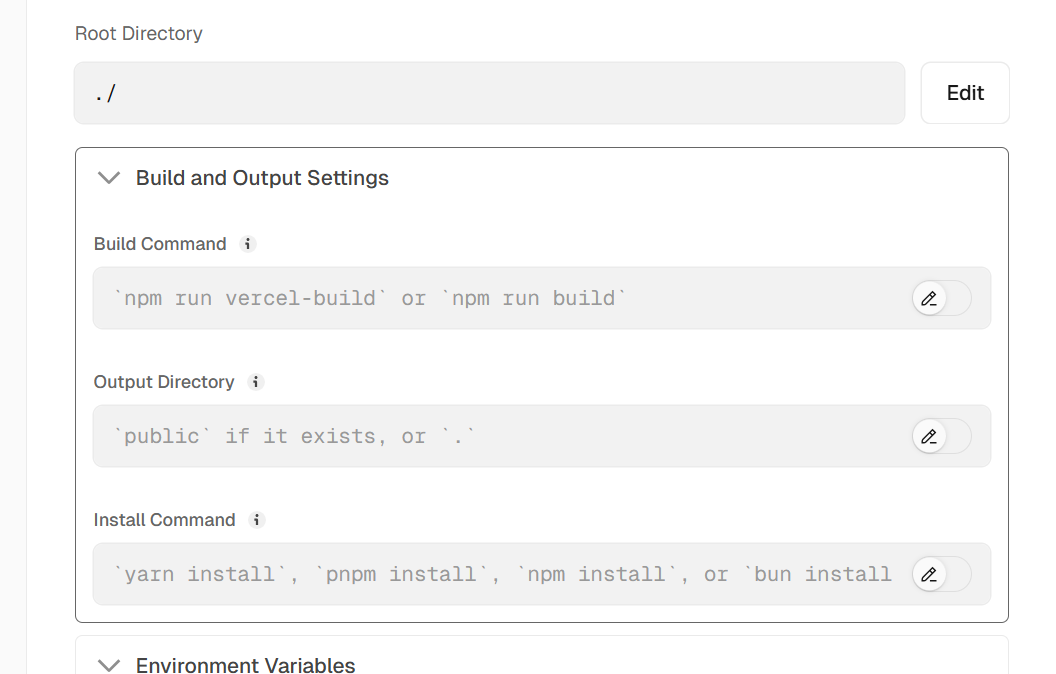 Root Directory
./
Edit
Build and Output Settings
Build Command i
`npm run vercel-build` or `npm run build`
Output Directory i
`public` if it exists, or `.`
Install Command i
`yarn install`, `pnpm install`, `npm install`, or `bun install
Environment Variables